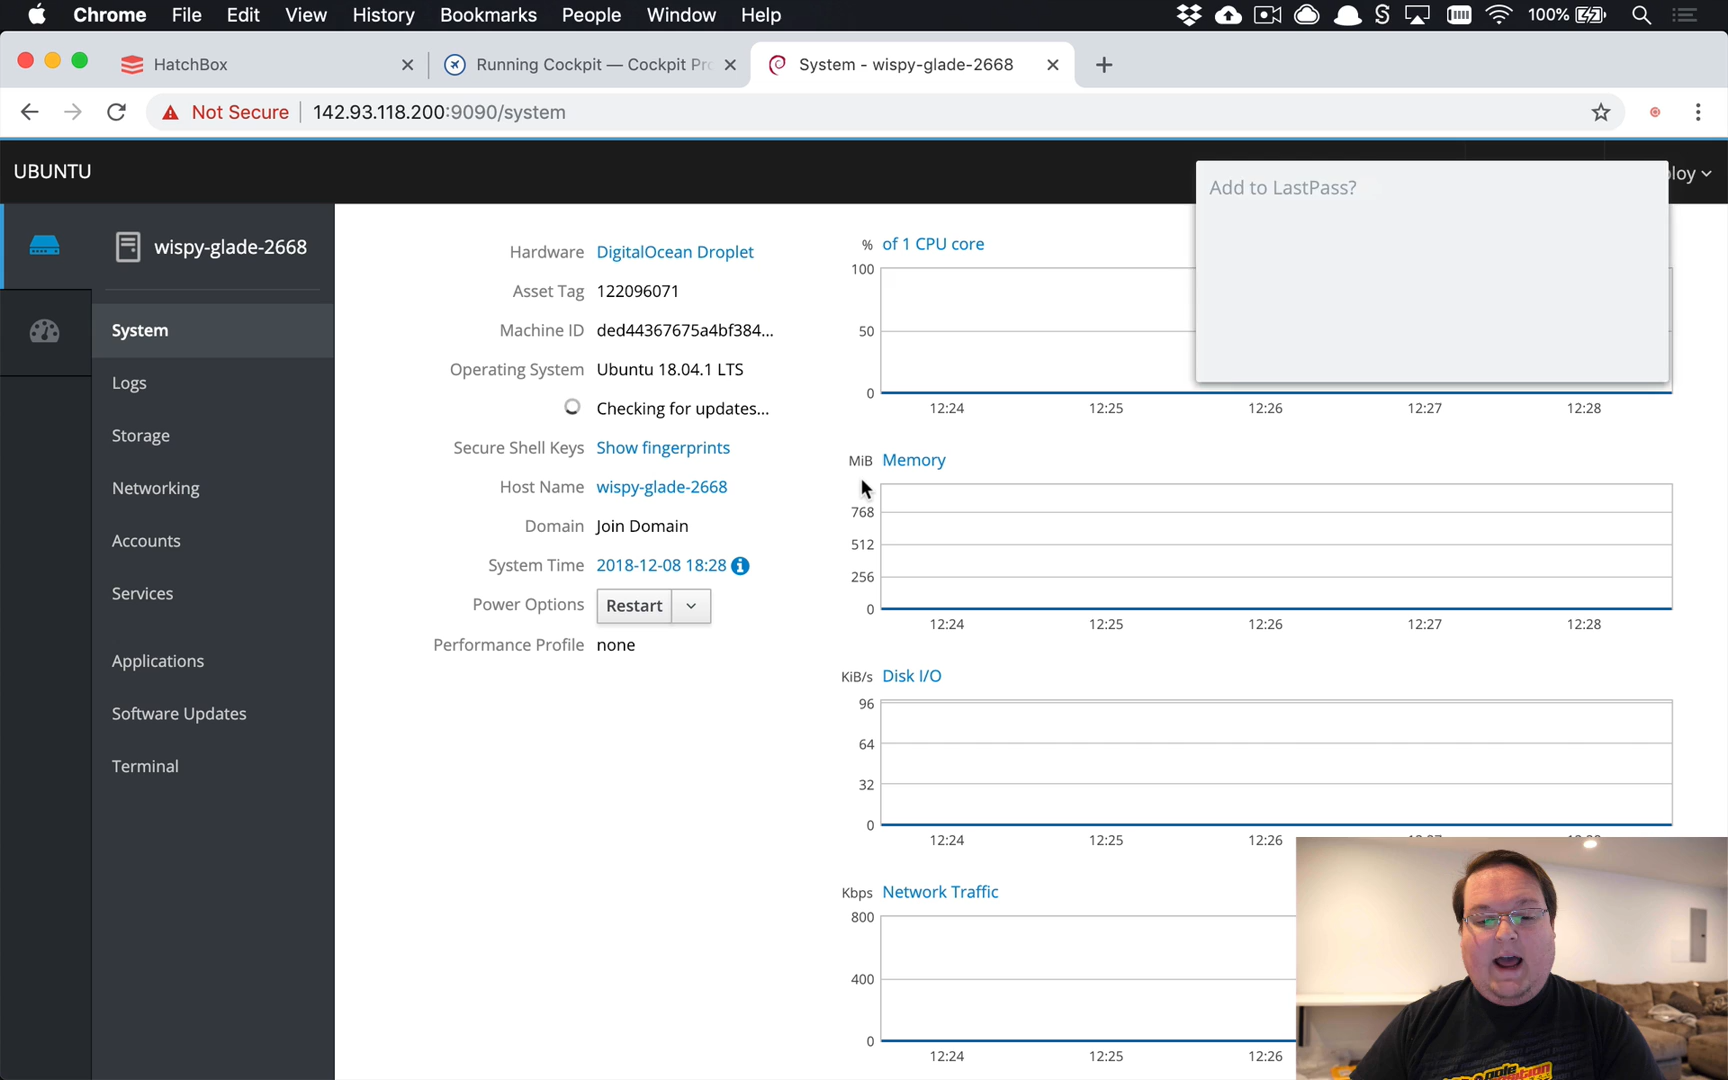 Chrome File Edit View History Bookmarks People Window Help 100%
HatchBox
Running Cockpit — Cockpit Pro
System - wispy-glade-2668
Not Secure 142.93.118.200:9090/system
UBUNTU
loy
Add to LastPass?
wispy-glade-2668
System
Logs
Storage
Networking
Accounts
Services
Applications
Software Updates
Terminal
Hardware DigitalOcean Droplet
Asset Tag 122096071
Machine ID ded44367675a4bf384...
Operating System Ubuntu 18.04.1 LTS
Checking for updates...
Secure Shell Keys Show fingerprints
Host Name wispy-glade-2668
Domain Join Domain
System Time 2018-12-08 18:28
Power Options Restart
Performance Profile none
% of 1 CPU core
100
50
0
12:24 12:25 12:26 12:27 12:28
MiB Memory
768
512
256
0
12:24 12:25 12:26 12:27 12:28
KiB/s Disk I/O
96
64
32
0
12:24 12:25 12:26
Kbps Network Traffic
800
400
0
12:24 12:25 12:26